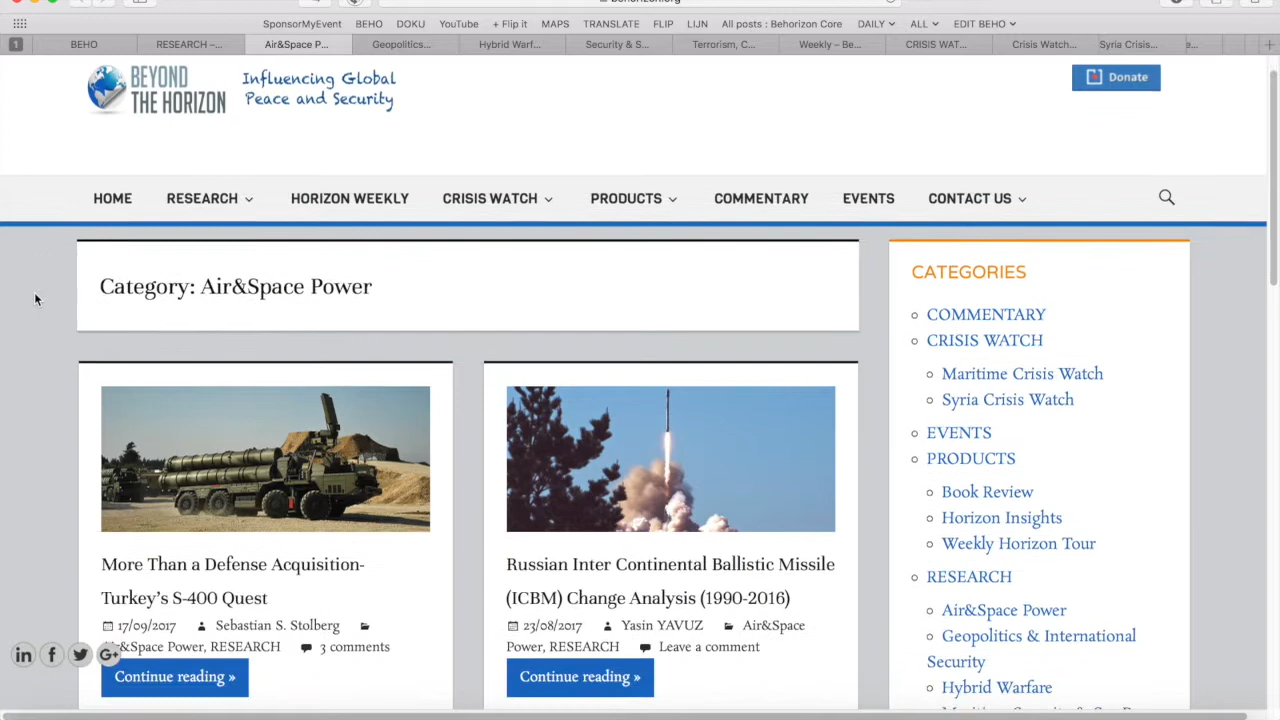 SponsorMyEvent BEHO DOKU YouTube + Flip it MAPS TRANSLATE FLIP LIJN All posts : Behorizon Core DAILY ALL EDIT BEHO
1 BEHO RESEARCH –... Air&Space P... Geopolitics... Hybrid Warf... Security & S... Terrorism, C... Weekly – Be... CRISIS WAT... Crisis Watch... Syria Crisis... e...
BEYOND
THE HORIZON
Influencing Global
Peace and Security
Donate
HOME RESEARCH HORIZON WEEKLY CRISIS WATCH PRODUCTS COMMENTARY EVENTS CONTACT US
Category: Air&Space Power
More Than a Defense Acquisition-
Turkey's S-400 Quest
17/09/2017 Sebastian S. Stolberg
Air&Space Power, RESEARCH 3 comments
Continue reading »
Russian Inter Continental Ballistic Missile
(ICBM) Change Analysis (1990-2016)
23/08/2017 Yasin YAVUZ Air&Space
Power, RESEARCH Leave a comment
Continue reading »
CATEGORIES
COMMENTARY
CRISIS WATCH
Maritime Crisis Watch
Syria Crisis Watch
EVENTS
PRODUCTS
Book Review
Horizon Insights
Weekly Horizon Tour
RESEARCH
Air&Space Power
Geopolitics & International
Security
Hybrid Warfare
in f G+